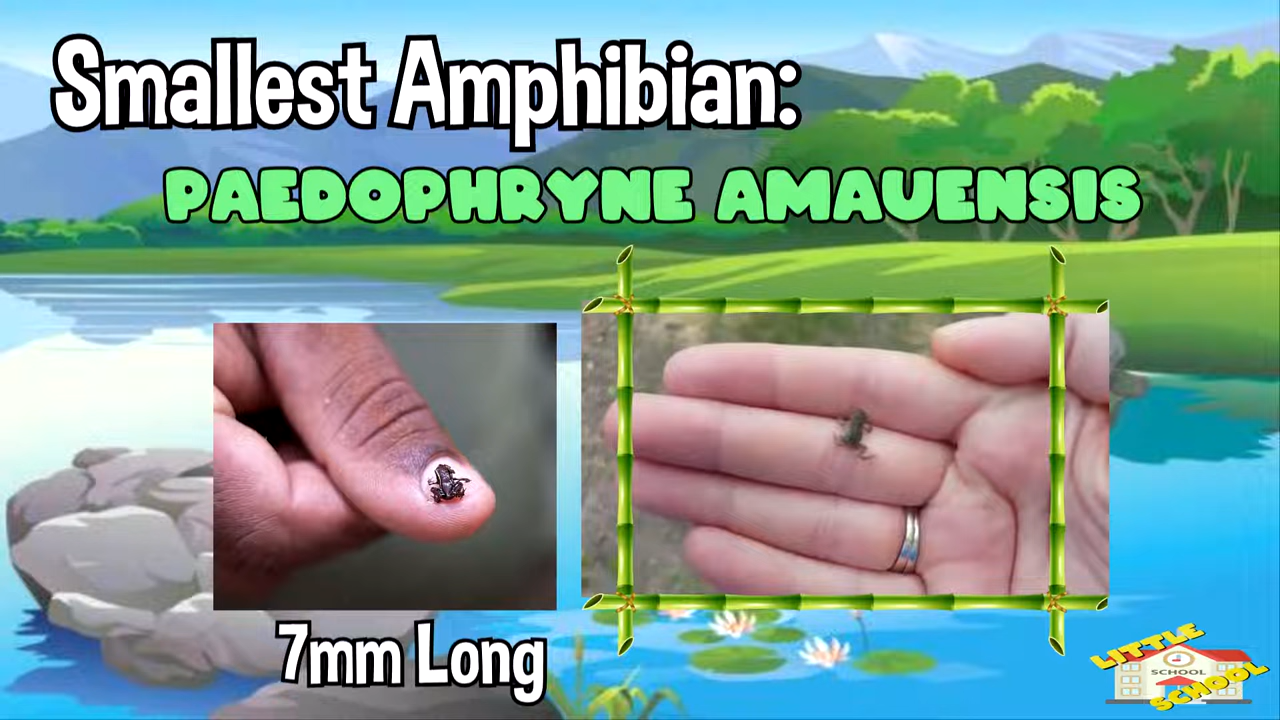 Smallest Amphibian:
PAEDOPHRYNE AMAUENSIS
7mm Long
LITTLE
SCHOOL
SCHOOL